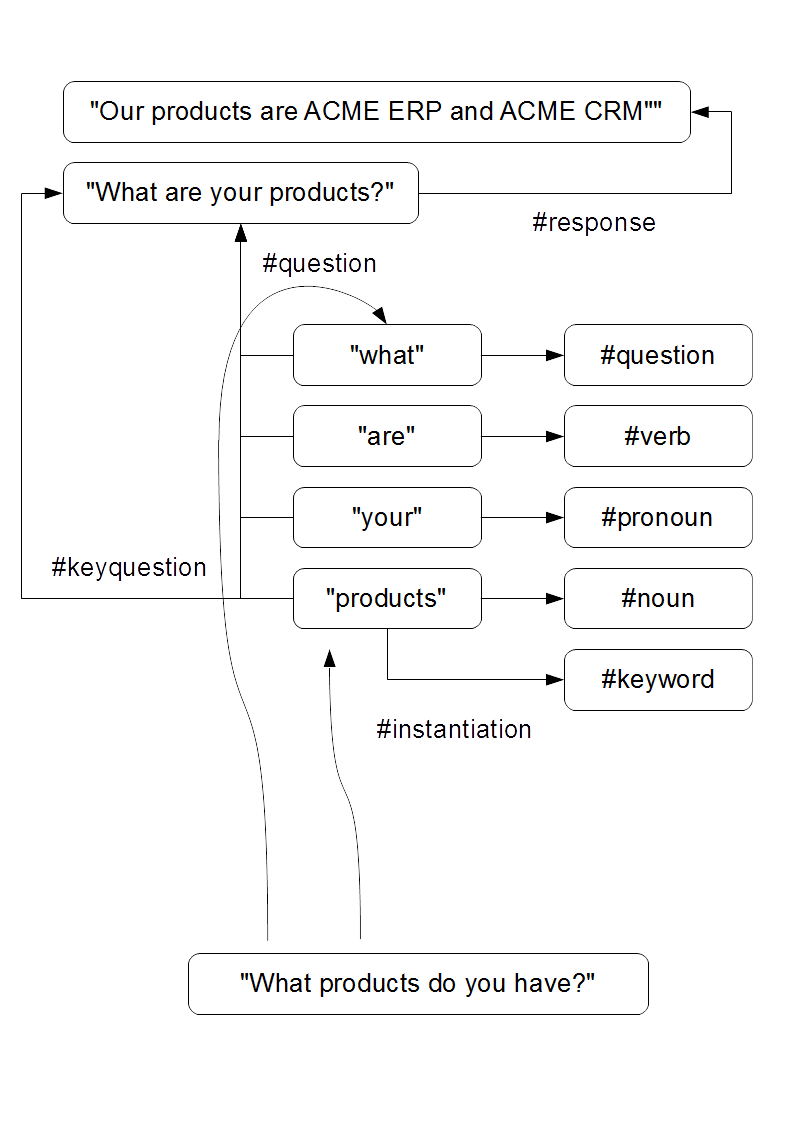 "Our products are ACME ERP and ACME CRM""
"What are your products?"
#response
#question
"what"
#question
"are"
#verb
"your"
#pronoun
#keyquestion
"products"
#noun
#keyword
#instantiation
"What products do you have?"